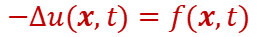 −Δu(𝒙, t) = f(𝒙, t)